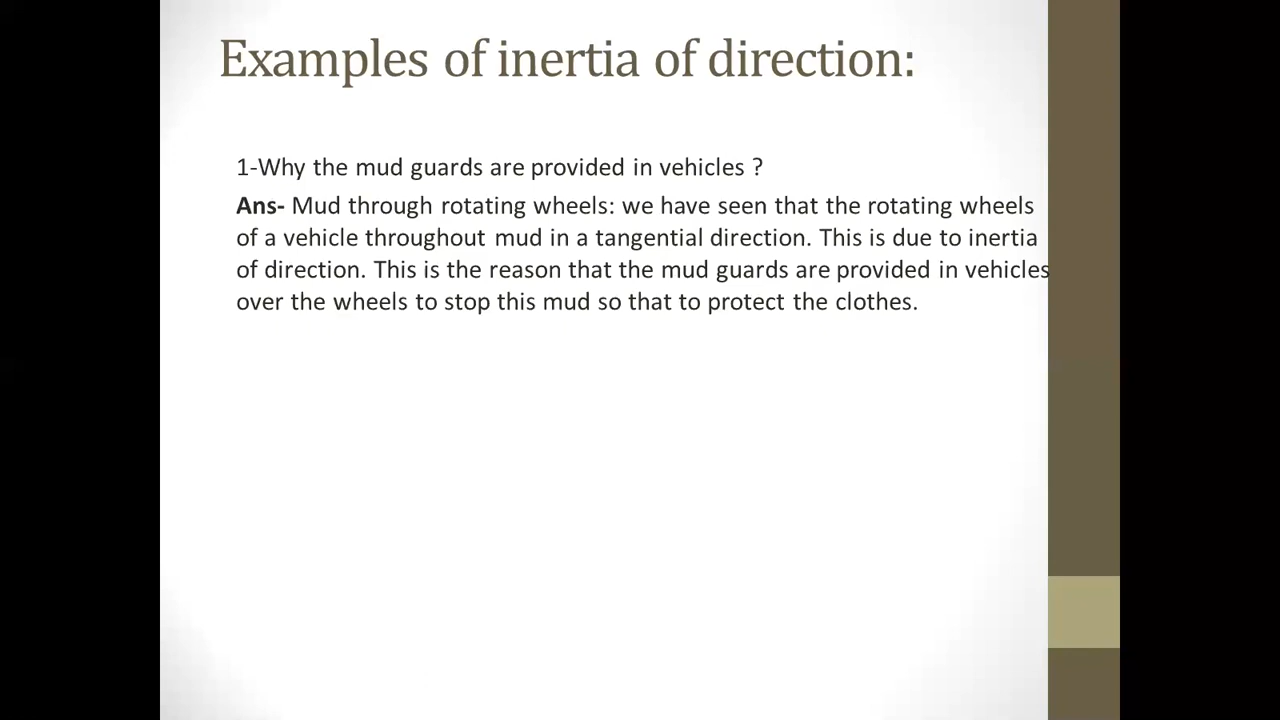 Examples of inertia of direction:
1-Why the mud guards are provided in vehicles ?
Ans- Mud through rotating wheels: we have seen that the rotating wheels
of a vehicle throughout mud in a tangential direction. This is due to inertia
of direction. This is the reason that the mud guards are provided in vehicles
over the wheels to stop this mud so that to protect the clothes.